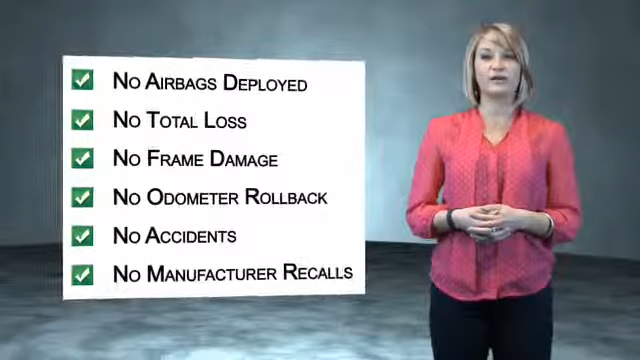 No Airbags Deployed
No Total Loss
No Frame Damage
No Odometer Rollback
No Accidents
No Manufacturer Recalls